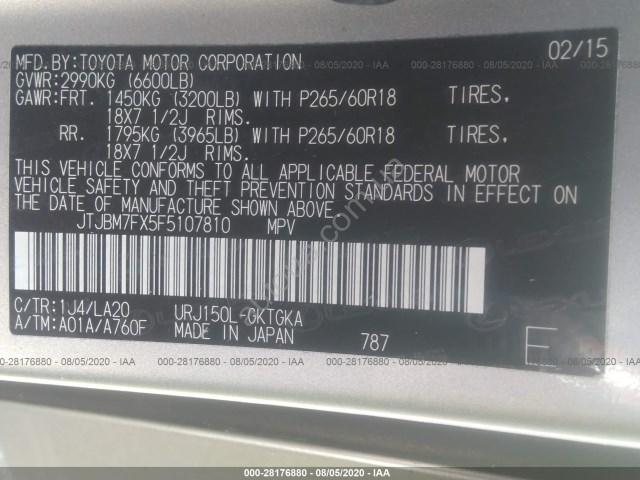 MFD.BY:TOYOTA MOTOR CORPORATION 02/15
GVWR:2990KG (6600LB)
GAWR:FRT. 1450KG (3200LB) WITH P265/60R18 TIRES,
18X7 1/2J RIMS.
RR. 1795KG (3965LB) WITH P265/60R18 TIRES,
18X7 1/2J RIMS.
THIS VEHICLE CONFORMS TO ALL APPLICABLE FEDERAL MOTOR
VEHICLE SAFETY AND THEFT PREVENTION STANDARDS IN EFFECT ON
THE DATE OF MANUFACTURE SHOWN ABOVE.
JTJBM7FX5F5107810 MPV
C/TR:1J4/LA20 URJ150L-GKTGKA
A/TM:A01A/A760F MADE IN JAPAN 787 E
000-28176880 - 08/05/2020 - IAA